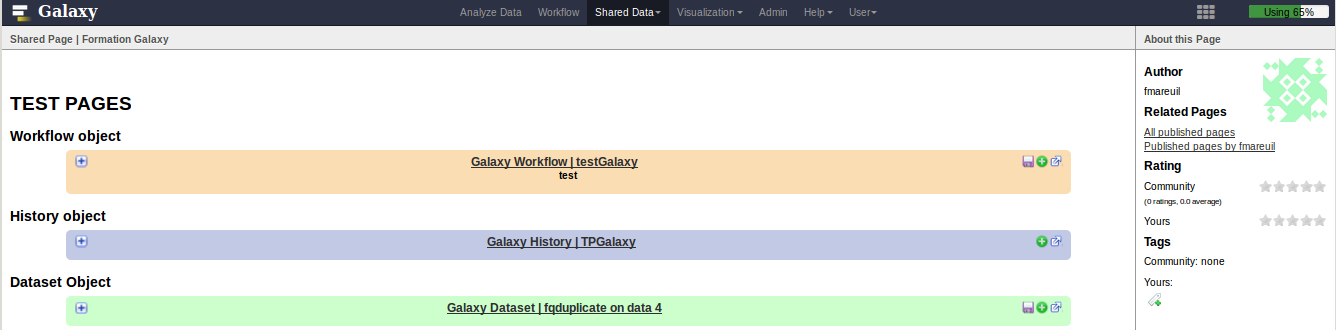 Galaxy
Analyze Data Workflow Shared Data Visualization Admin Help User
Using 65%
Shared Page | Formation Galaxy
About this Page
TEST PAGES
Workflow object
Galaxy Workflow | testGalaxy
test
History object
Galaxy History | TPGalaxy
Dataset Object
Galaxy Dataset | fqduplicate on data 4
Author
fmareuil
Related Pages
All published pages
Published pages by fmareuil
Rating
Community
(0 ratings, 0.0 average)
Yours
Tags
Community: none
Yours: